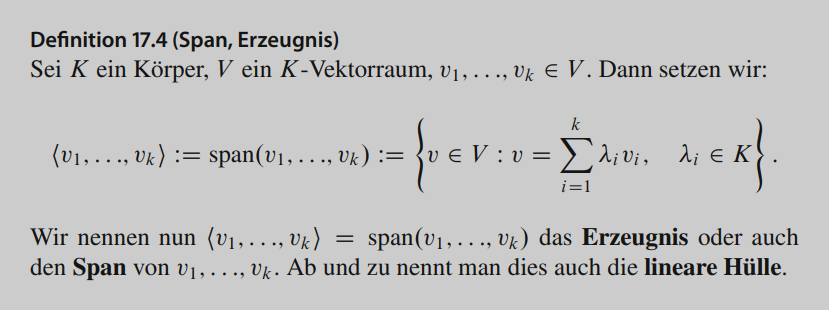 Definition 17.4 (Span, Erzeugnis)
Sei K ein Körper, V ein K-Vektorraum, v₁, . . . , vₖ ∈ V. Dann setzen wir:
⟨v₁, . . . , vₖ⟩ := span(v₁, . . . , vₖ) := { v ∈ V : v = ∑_{i=1}^{k} λᵢvᵢ, λᵢ ∈ K } .
Wir nennen nun ⟨v₁, . . . , vₖ⟩ = span(v₁, . . . , vₖ) das Erzeugnis oder auch
den Span von v₁, . . . , vₖ. Ab und zu nennt man dies auch die lineare Hülle.